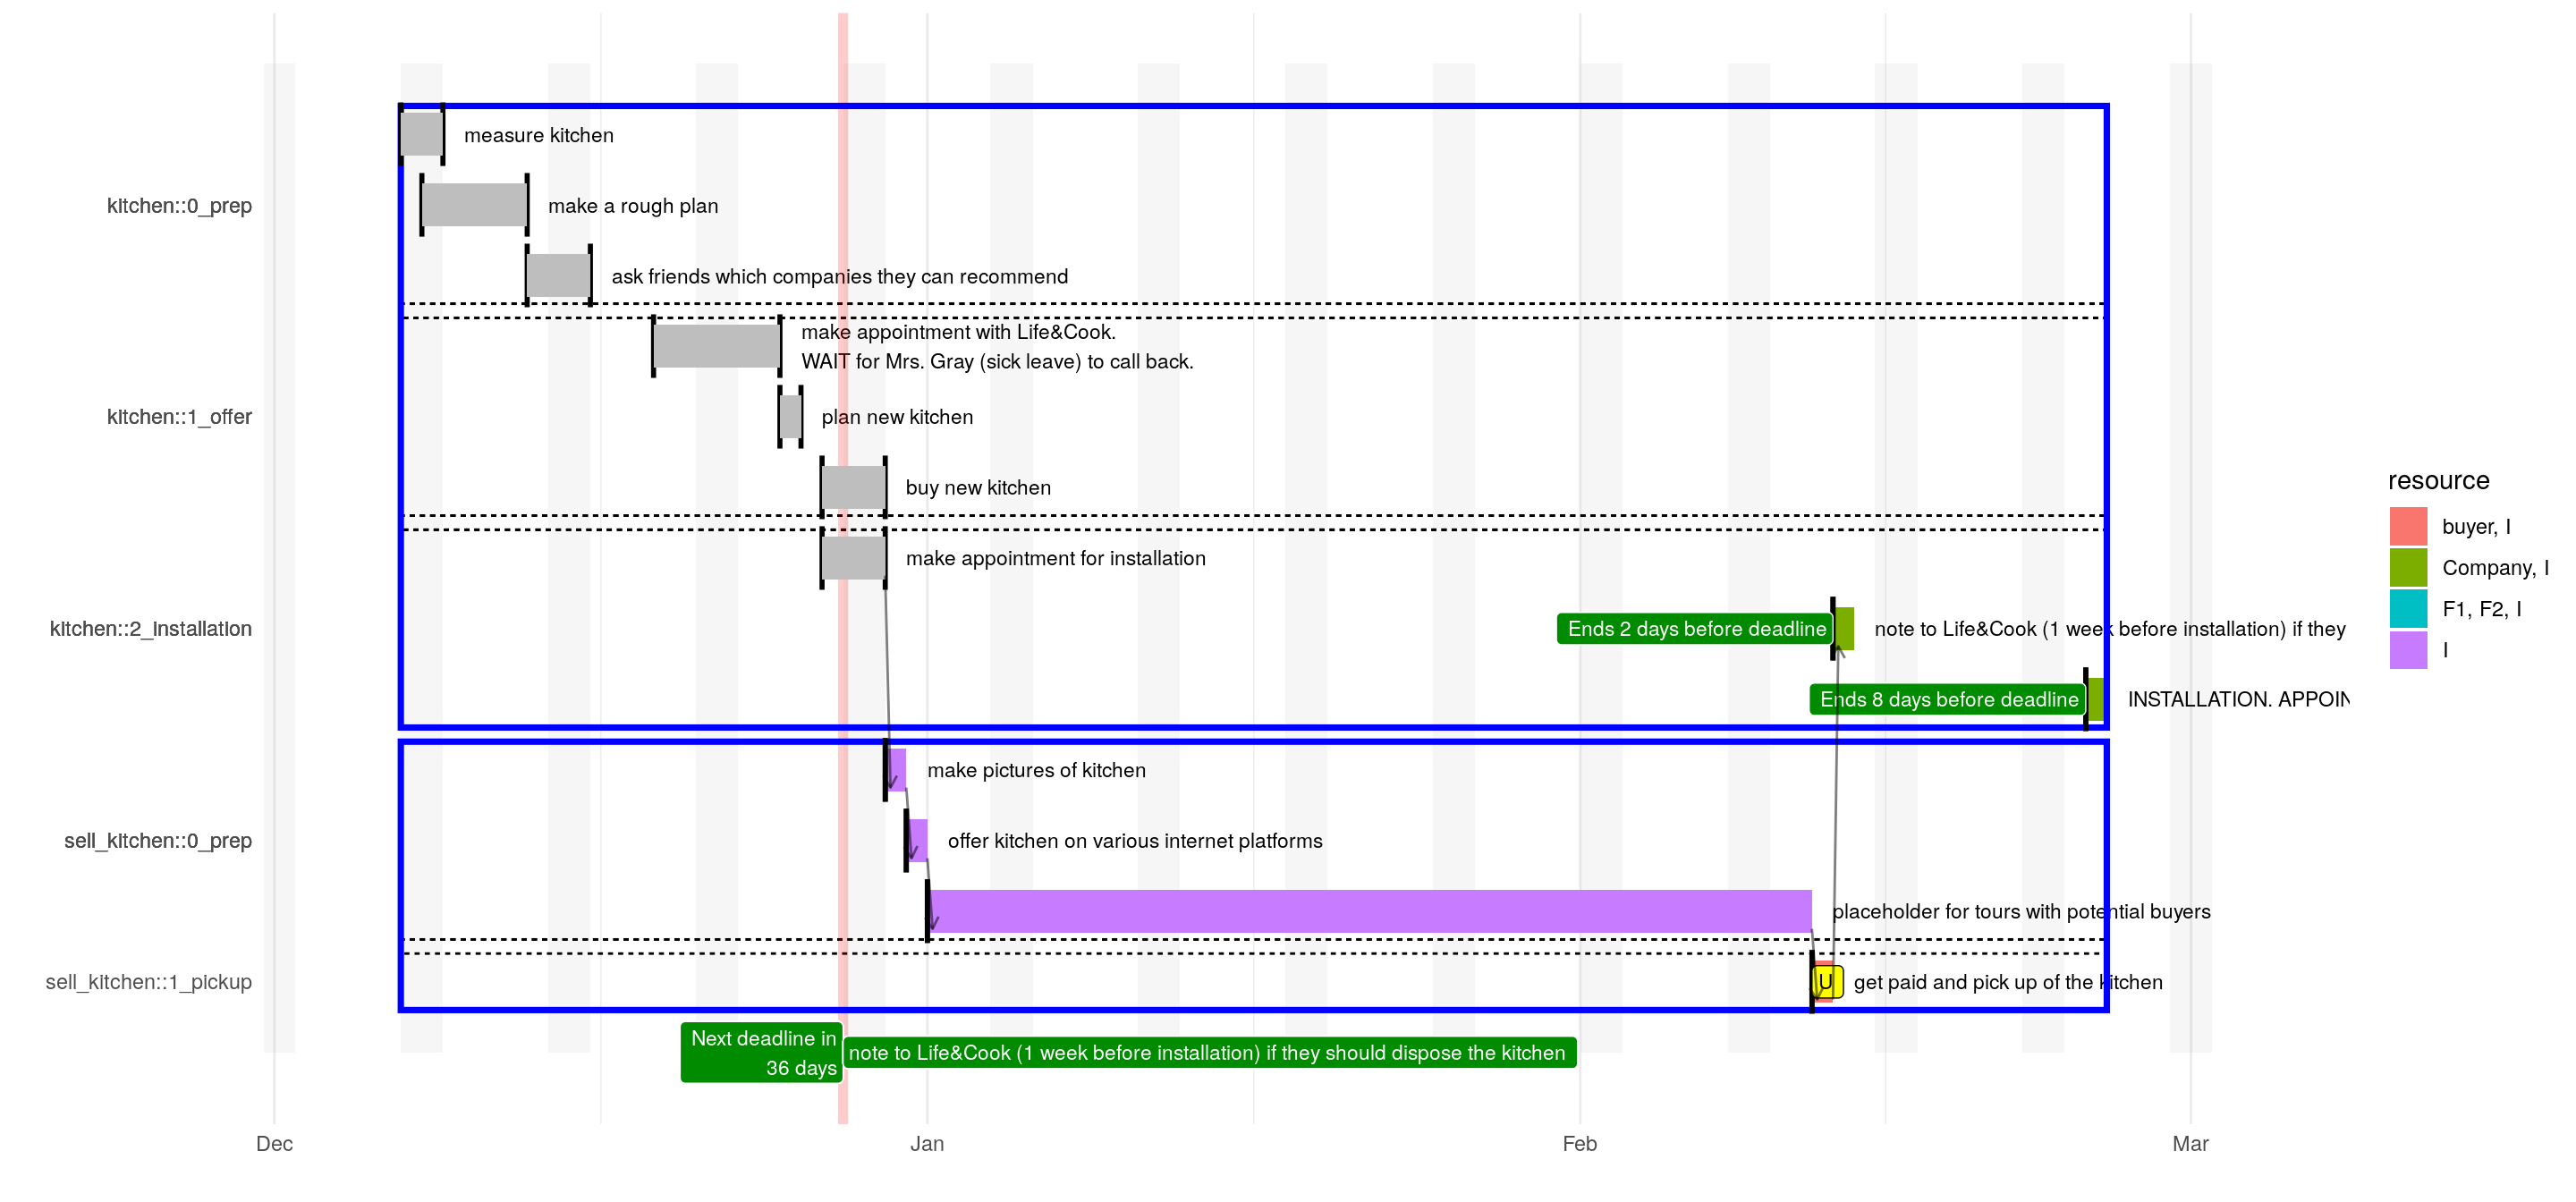 measure kitchen
kitchen::0_prep
make a rough plan
ask friends which companies they can recommend
make appointment with Life&Cook.
WAIT for Mrs. Gray (sick leave) to call back.
kitchen::1_offer
plan new kitchen
buy new kitchen
make appointment for installation
kitchen::2_installation
Ends 2 days before deadline
note to Life&Cook (1 week before installation) if they
Ends 8 days before deadline
INSTALLATION.
make pictures of kitchen
sell_kitchen::0_prep
offer kitchen on various internet platforms
placeholder for tours with potential buyers
sell_kitchen::1_pickup
U
get paid and pick up of the kitchen
Next deadline in
36 days
note to Life&Cook (1 week before installation) if they should dispose the kitchen
Dec
Jan
Feb
Mar
resource
buyer, I
Company, I
F1, F2, I
I